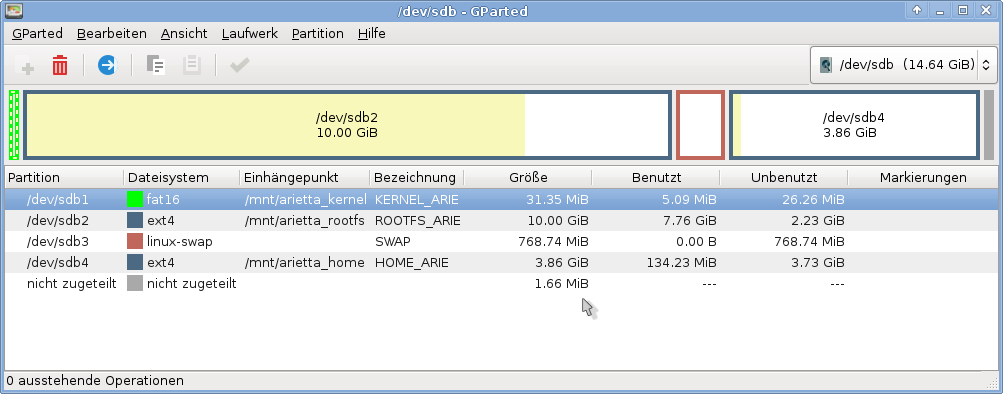 /dev/sdb - GParted
GParted Bearbeiten Ansicht Laufwerk Partition Hilfe
/dev/sdb (14.64 GiB)
/dev/sdb2
10.00 GiB
/dev/sdb4
3.86 GiB
Partition Dateisystem Einhängepunkt Bezeichnung Größe Benutzt Unbenutzt Markierungen
/dev/sdb1 fat16 /mnt/arietta_kernel KERNEL_ARIE 31.35 MiB 5.09 MiB 26.26 MiB
/dev/sdb2 ext4 /mnt/arietta_rootfs ROOTFS_ARIE 10.00 GiB 7.76 GiB 2.23 GiB
/dev/sdb3 linux-swap SWAP 768.74 MiB 0.00 B 768.74 MiB
/dev/sdb4 ext4 /mnt/arietta_home HOME_ARIE 3.86 GiB 134.23 MiB 3.73 GiB
nicht zugeteilt nicht zugeteilt 1.66 MiB --- ---
0 ausstehende Operationen